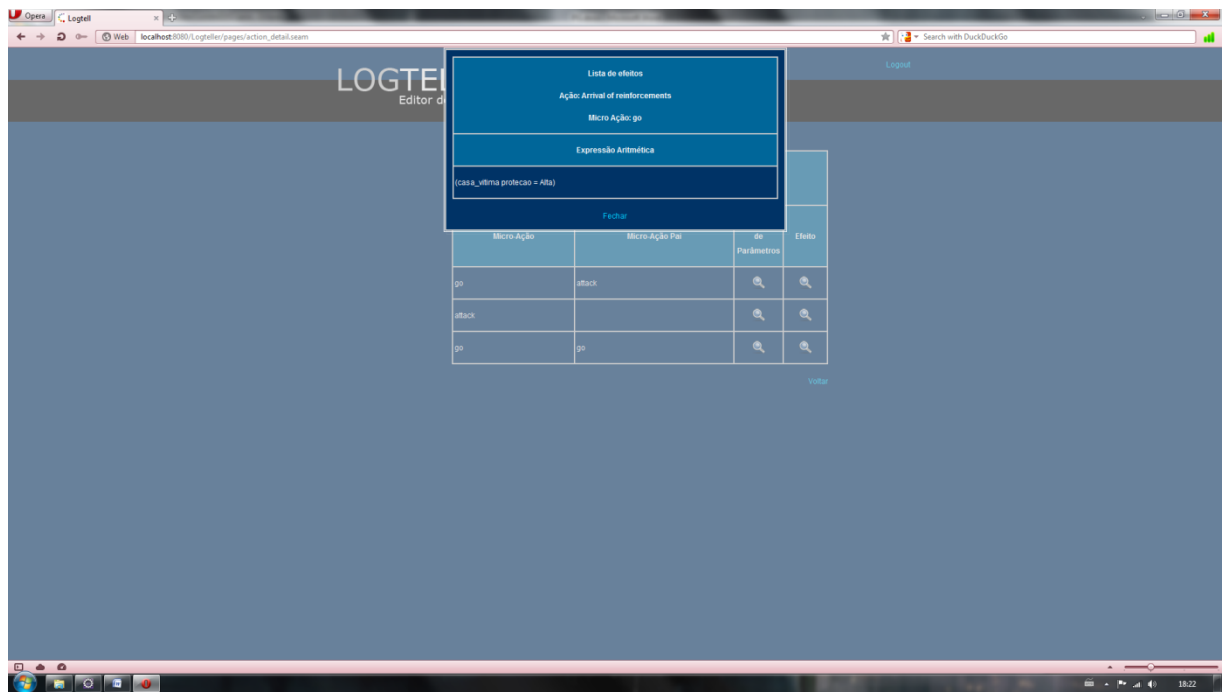 Opera
Logtell
Web
localhost:8080/Logteller/pages/action_detail.seam
Search with DuckDuckGo
Logout
LOGTEL
Editor d
Lista de efeitos
Ação: Arrival of reinforcements
Micro Ação: go
Expressão Aritmética
(casa_vitima protecao = Alta)
Fechar
Micro-Ação
Micro-Ação Pai
de
Parâmetros
Efeito
go
attack
attack
go
go
Voltar
18:22